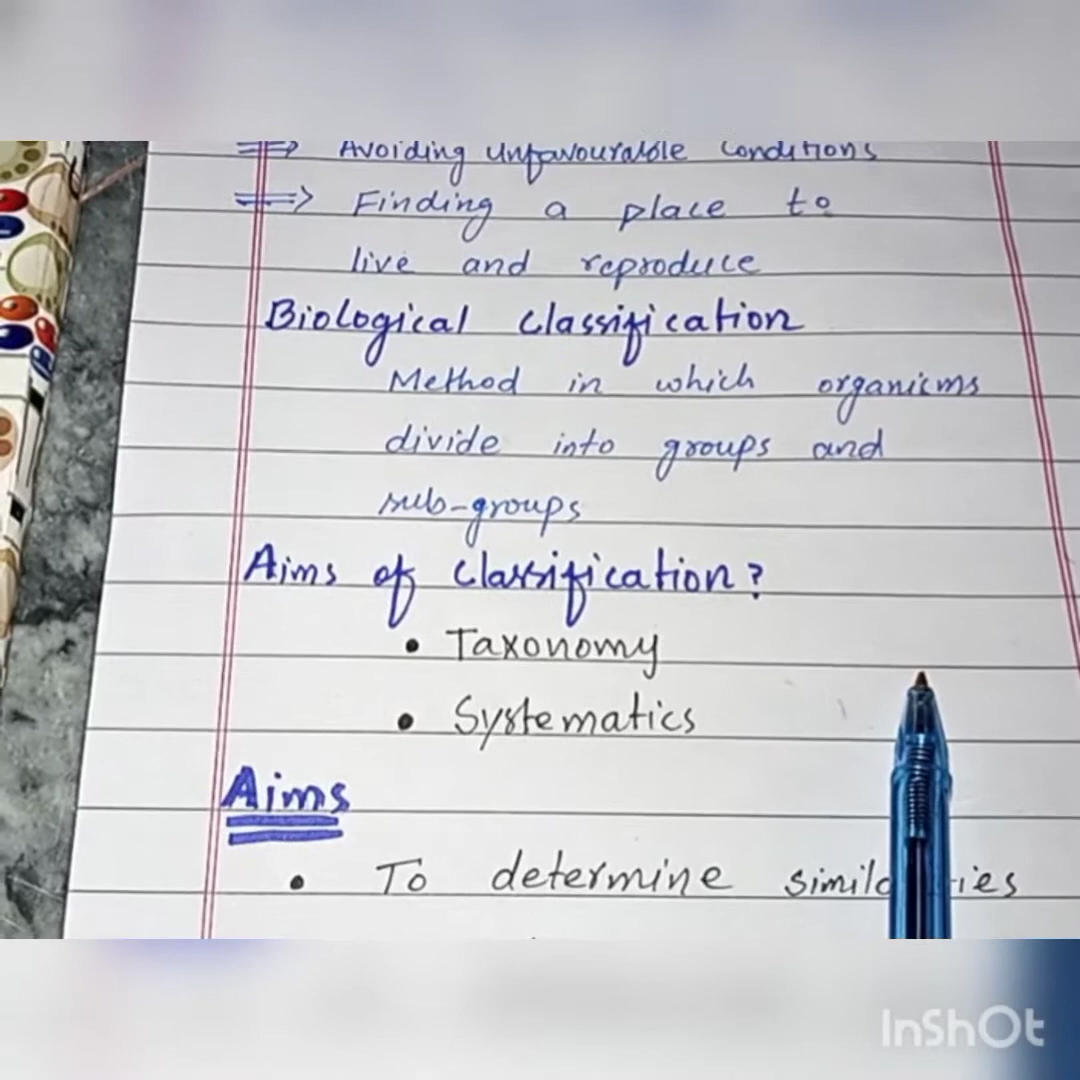 ⇒ Avoiding unfavourable conditions
⇒ Finding a place to
live and reproduce
Biological classification
Method in which organisms
divide into groups and
sub-groups
Aims of classification?
• Taxonomy
• Systematics
Aims
• To determine
InShOt